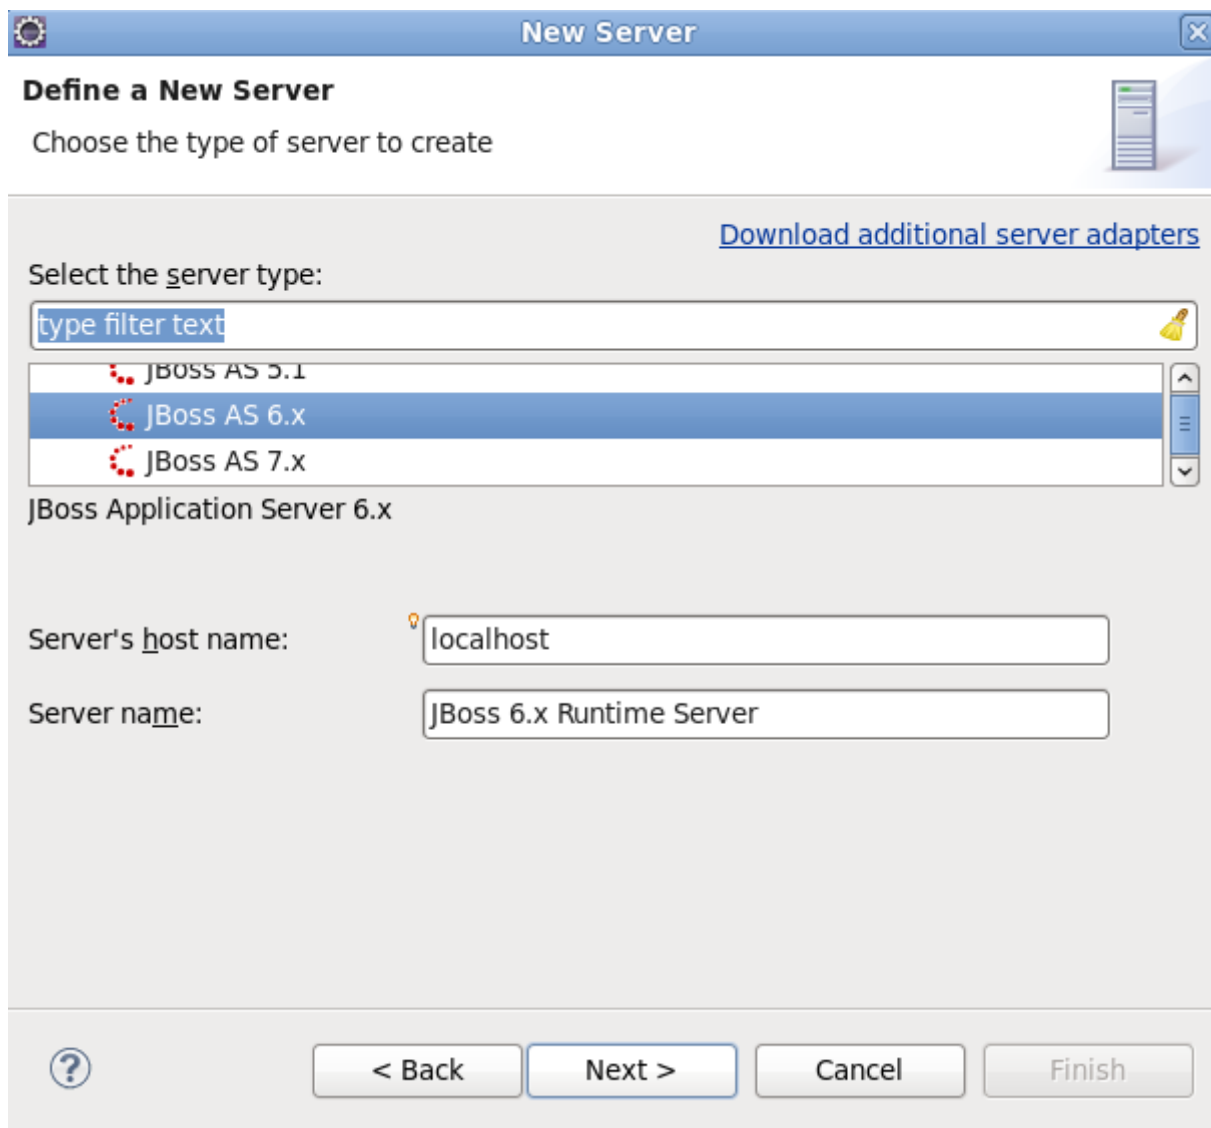 New Server
Define a New Server
Choose the type of server to create
Download additional server adapters
Select the server type:
type filter text
JBoss AS 5.1
JBoss AS 6.x
JBoss AS 7.x
JBoss Application Server 6.x
Server's host name: localhost
Server name: JBoss 6.x Runtime Server
? < Back Next > Cancel Finish